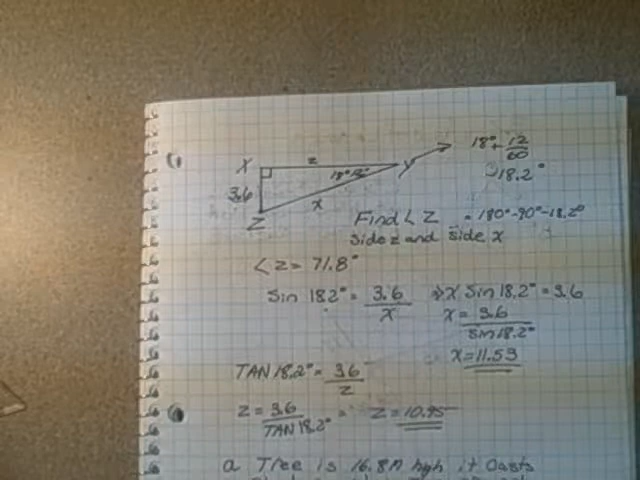 X z Y 18° + 12/60
18° 12'
18.2°
3.6 x
Z Find < Z = 180° - 90° - 18.2°
side z and side x
< Z = 71.8°
Sin 18.2° = 3.6/x => x Sin 18.2° = 3.6
x = 3.6/sin 18.2°
x = 11.53
TAN 18.2° = 3.6/z
z = 3.6/TAN 18.2° = z = 10.95
a Tree is 16.8m high it Casts